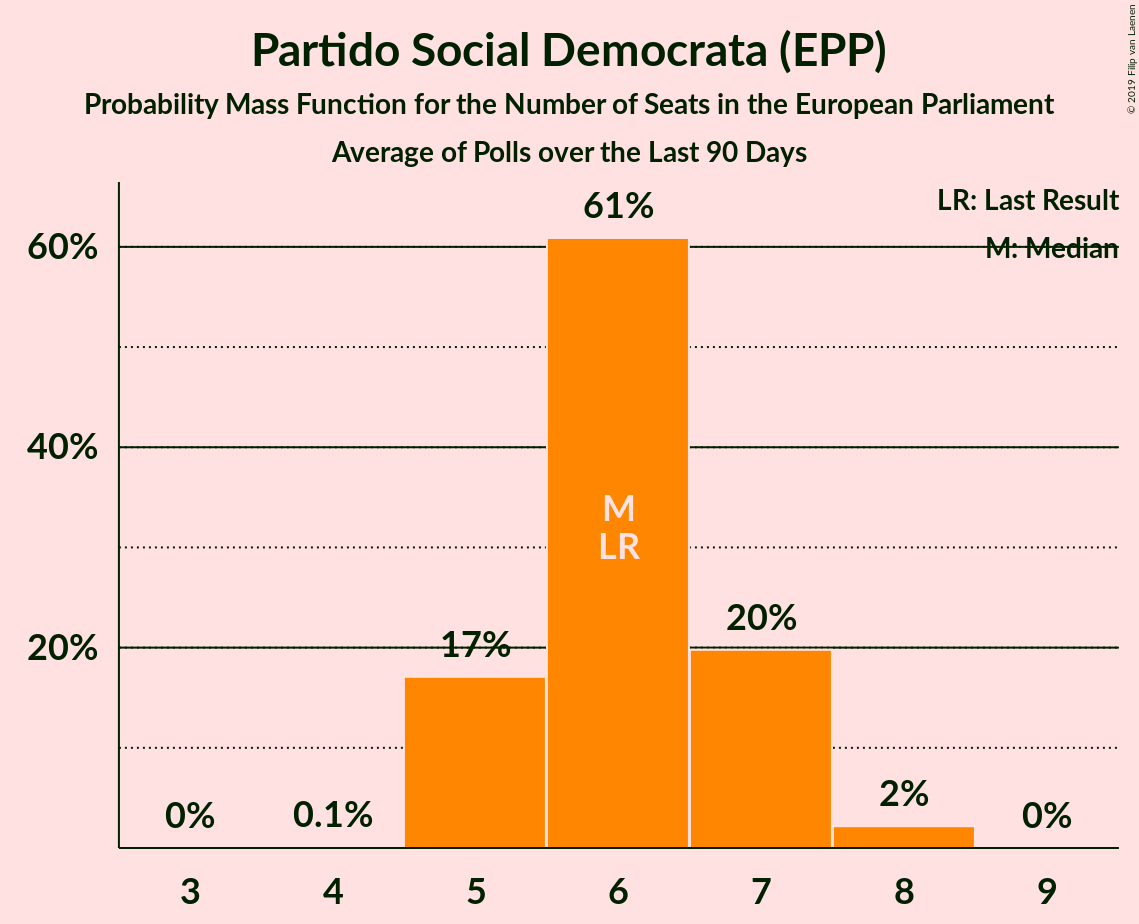 Partido Social Democrata (EPP)
Probability Mass Function for the Number of Seats in the European Parliament
Average of Polls over the Last 90 Days
© 2019 Filip van Laenen
LR: Last Result
M: Median
61%
60%
40%
M
LR
20%
17%
20%
0%
0.1%
2%
0%
3 4 5 6 7 8 9